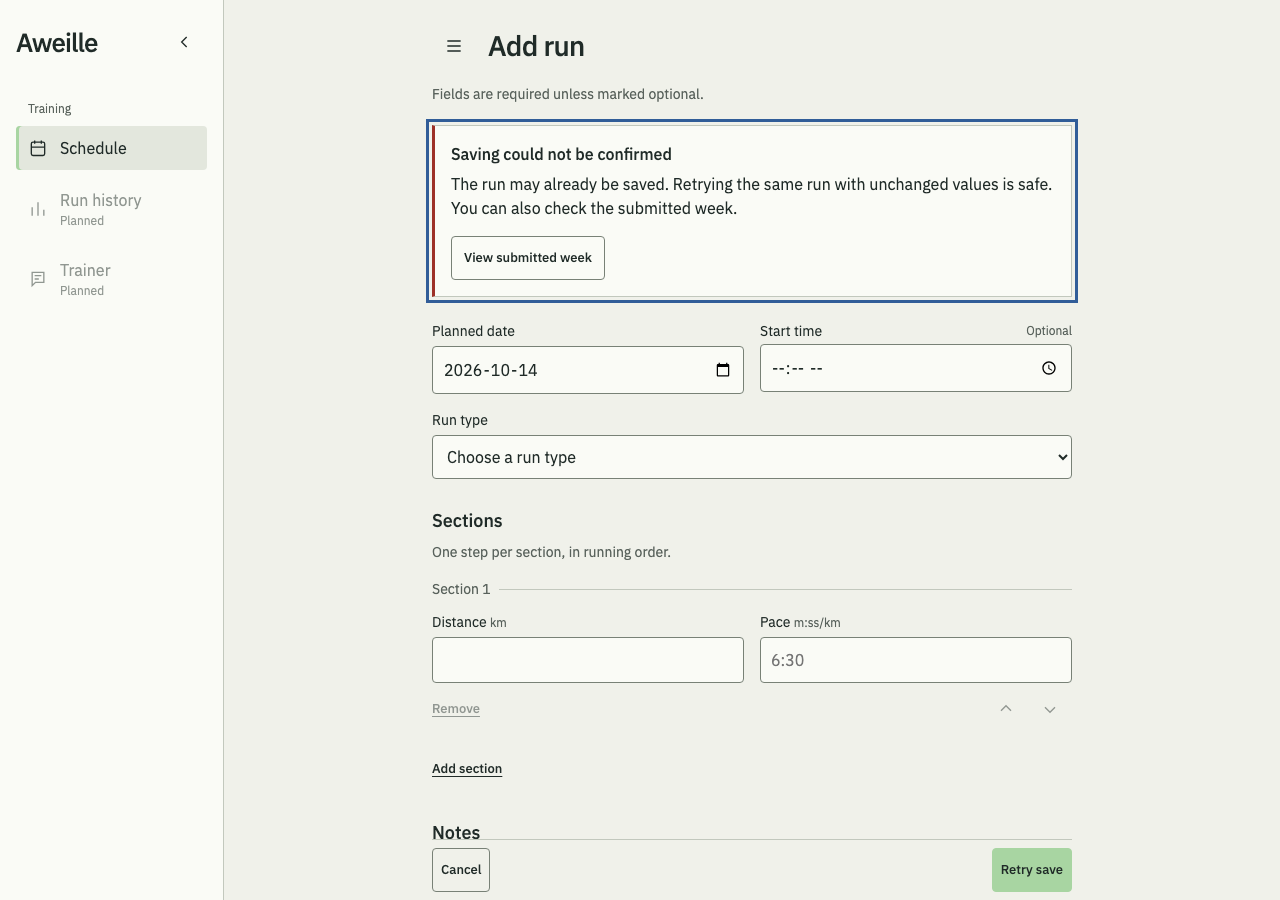 Aweille
Training
Schedule
Run history
Planned
Trainer
Planned
Add run
Fields are required unless marked optional.
Saving could not be confirmed
The run may already be saved. Retrying the same run with unchanged values is safe.
You can also check the submitted week.
View submitted week
Planned date
2026-10-14
Start time Optional
--:-- --
Run type
Choose a run type
Sections
One step per section, in running order.
Section 1
Distance km
Pace m:ss/km
6:30
Remove
Add section
Notes
Cancel
Retry save